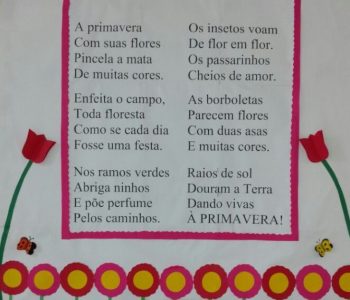 A primavera
Com suas flores
Pincela a mata
De muitas cores.
Enfeita o campo,
Toda floresta
Como se cada dia
Fosse uma festa.
Nos ramos verdes
Abriga ninhos
E põe perfume
Pelos caminhos.
Os insetos voam
De flor em flor.
Os passarinhos
Cheios de amor.
As borboletas
Parecem flores
Com duas asas
E muitas cores.
Raios de sol
Douram a Terra
Dando vivas
À PRIMAVERA!